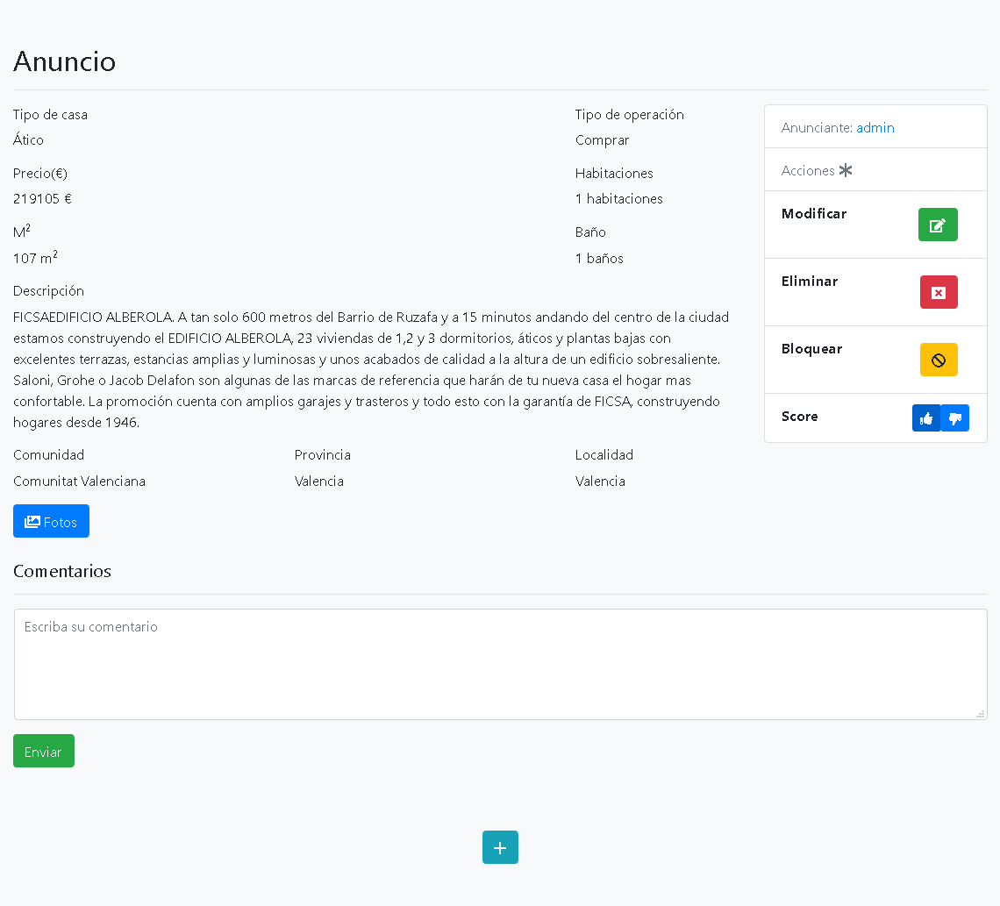 Anuncio
Tipo de casa
Ático
Tipo de operación
Comprar
Precio(€)
219105 €
Habitaciones
1 habitaciones
M²
107 m²
Baño
1 baños
Descripción
FICSAEDIFICIO ALBEROLA. A tan solo 600 metros del Barrio de Ruzafa y a 15 minutos andando del centro de la ciudad
estamos construyendo el EDIFICIO ALBEROLA, 23 viviendas de 1,2 y 3 dormitorios, áticos y plantas bajas con
excelentes terrazas, estancias amplias y luminosas y unos acabados de calidad a la altura de un edificio sobresaliente.
Saloni, Grohe o Jacob Delafon son algunas de las marcas de referencia que harán de tu nueva casa el hogar mas
confortable. La promoción cuenta con amplios garajes y trasteros y todo esto con la garantía de FICSA, construyendo
hogares desde 1946.
Comunidad
Comunitat Valenciana
Provincia
Valencia
Localidad
Valencia
Fotos
Anunciante: admin
Acciones
Modificar
Eliminar
Bloquear
Score
Comentarios
Escriba su comentario
Enviar